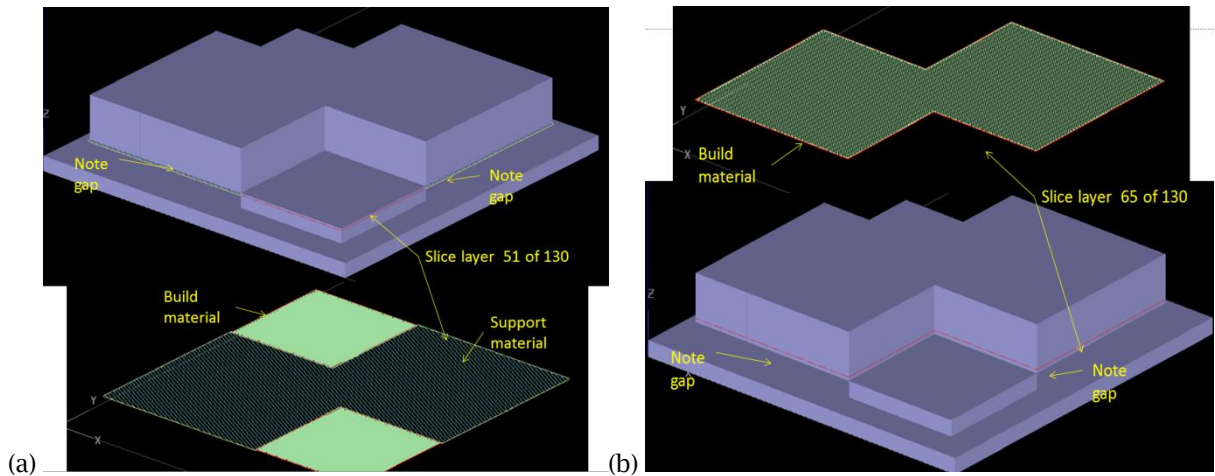 Z
Note
gap
Note
gap
Slice layer 51 of 130
Build
material
Support
material
Y
X
(a)
Y
X
Build
material
Slice layer 65 of 130
Z
Note
gap
Note
gap
(b)